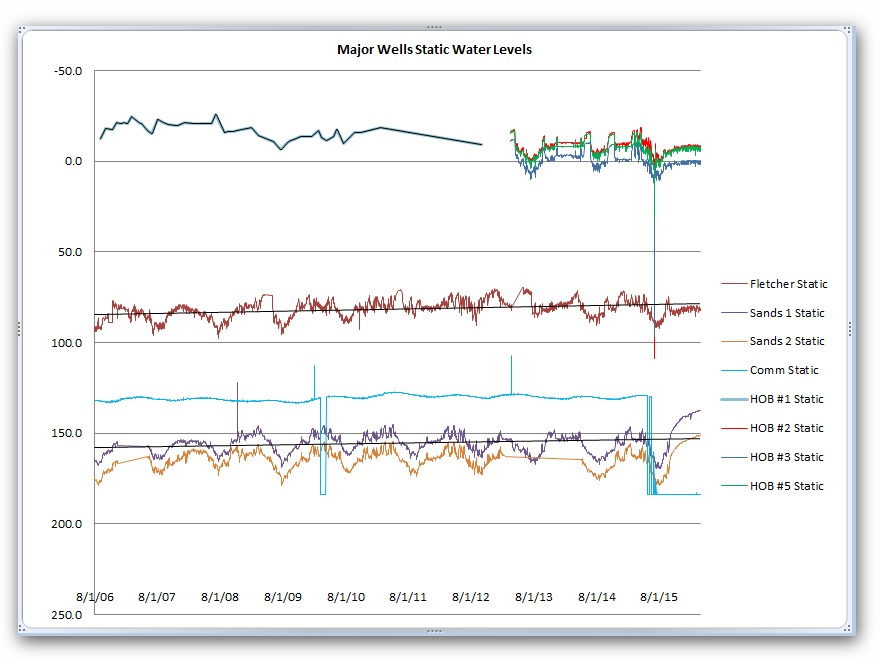 Major Wells Static Water Levels
-50.0
0.0
50.0
100.0
150.0
200.0
250.0
8/1/06 8/1/07 8/1/08 8/1/09 8/1/10 8/1/11 8/1/12 8/1/13 8/1/14 8/1/15
Fletcher Static
Sands 1 Static
Sands 2 Static
Comm Static
HOB #1 Static
HOB #2 Static
HOB #3 Static
HOB #5 Static